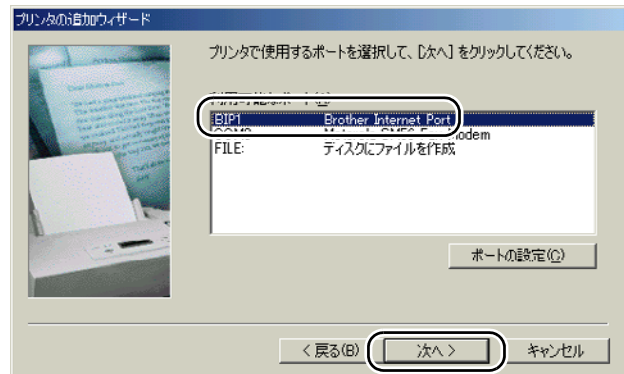 プリンタの追加ウィザード
プリンタで使用するポートを選択して、[次へ] をクリックしてください。
BIP1 Brother Internet Port
FILE: ディスクにファイルを作成
ポートの設定(C)
< 戻る(B) 次へ > キャンセル